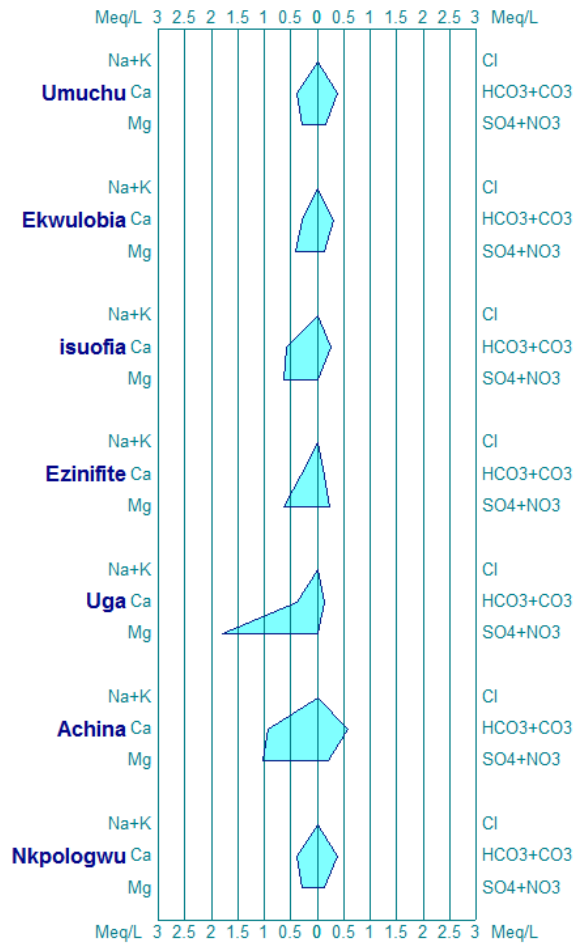 Meq/L 3 2.5 2 1.5 1 0.5 0 0.5 1 1.5 2 2.5 3 Meq/L
Na+K Cl
Umuchu Ca HCO3+CO3
Mg SO4+NO3
Na+K Cl
Ekwulobia Ca HCO3+CO3
Mg SO4+NO3
Na+K Cl
isuofia Ca HCO3+CO3
Mg SO4+NO3
Na+K Cl
Ezinifite Ca HCO3+CO3
Mg SO4+NO3
Na+K Cl
Uga Ca HCO3+CO3
Mg SO4+NO3
Na+K Cl
Achina Ca HCO3+CO3
Mg SO4+NO3
Na+K Cl
Nkpologwu Ca HCO3+CO3
Mg SO4+NO3
Meq/L 3 2.5 2 1.5 1 0.5 0 0.5 1 1.5 2 2.5 3 Meq/L